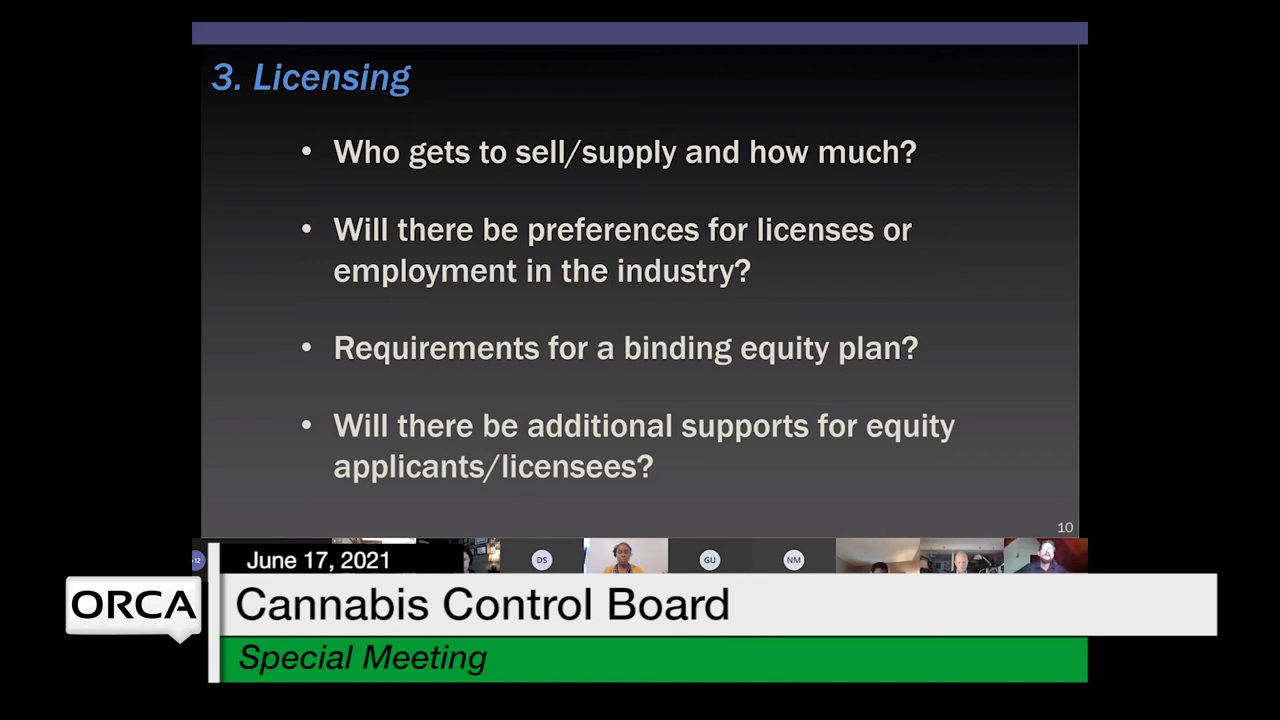 3. Licensing
• Who gets to sell/supply and how much?
• Will there be preferences for licenses or
employment in the industry?
• Requirements for a binding equity plan?
• Will there be additional supports for equity
applicants/licensees?
10
DS
GU
NM
June 17, 2021
ORCA
Cannabis Control Board
Special Meeting